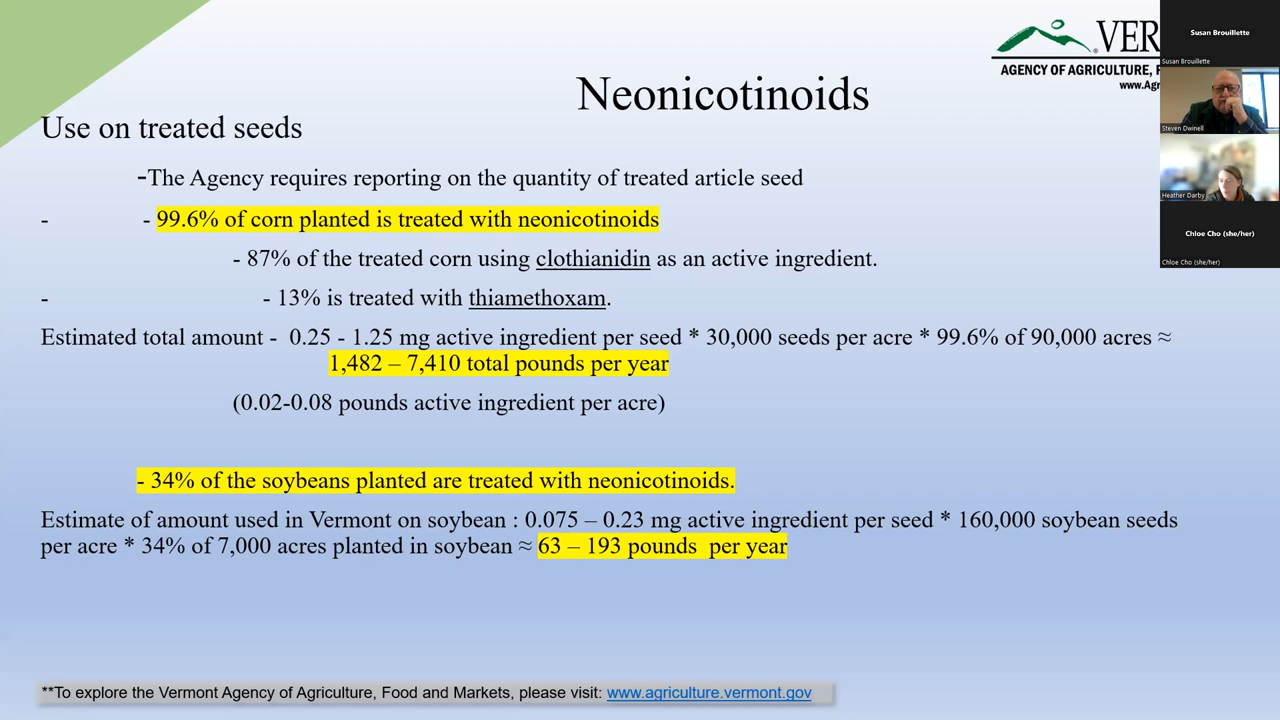 Neonicotinoids
VER
AGENCY OF AGRICULTURE, F
www.Agr
Use on treated seeds
-The Agency requires reporting on the quantity of treated article seed
- - 99.6% of corn planted is treated with neonicotinoids
- 87% of the treated corn using clothianidin as an active ingredient.
- - 13% is treated with thiamethoxam.
Estimated total amount - 0.25 - 1.25 mg active ingredient per seed * 30,000 seeds per acre * 99.6% of 90,000 acres ≈
1,482 – 7,410 total pounds per year
(0.02-0.08 pounds active ingredient per acre)
- 34% of the soybeans planted are treated with neonicotinoids.
Estimate of amount used in Vermont on soybean : 0.075 – 0.23 mg active ingredient per seed * 160,000 soybean seeds
per acre * 34% of 7,000 acres planted in soybean ≈ 63 – 193 pounds per year
**To explore the Vermont Agency of Agriculture, Food and Markets, please visit: www.agriculture.vermont.gov
Susan Brouillette
Susan Brouillette
Steven Dwinell
Heather Darby
Chloe Cho (she/her)
Chloe Cho (she/her)